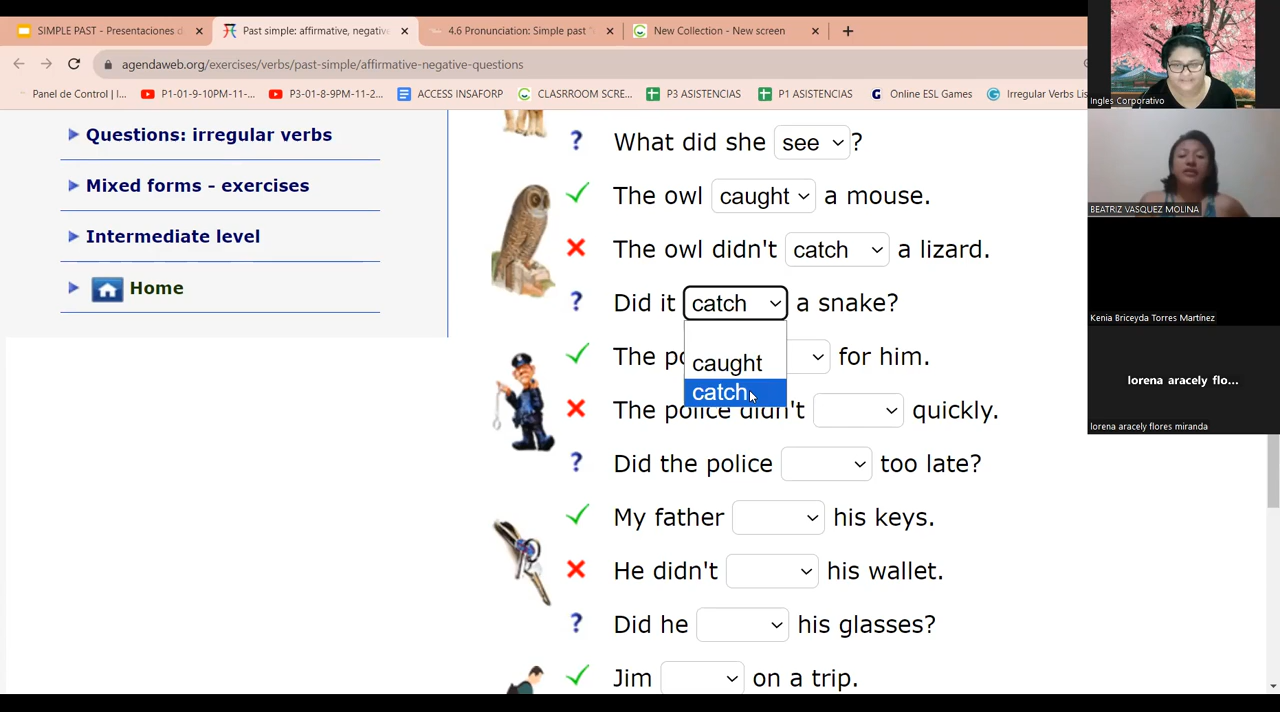 SIMPLE PAST - Presentaciones d
Past simple: affirmative, negative
4.6 Pronunciation: Simple past
New Collection - New screen
agendaweb.org/exercises/verbs/past-simple/affirmative-negative-questions
Panel de Control | I...
P1-01-9-10PM-11-...
P3-01-8-9PM-11-2...
ACCESS INSAFORP
CLASRROOM SCRE...
P3 ASISTENCIAS
P1 ASISTENCIAS
Online ESL Games
Irregular Verbs Lis
Questions: irregular verbs
Mixed forms - exercises
Intermediate level
Home
? What did she see ?
The owl caught a mouse.
The owl didn't catch a lizard.
? Did it catch a snake?
caught
catch
The po for him.
The police didn't quickly.
? Did the police too late?
My father his keys.
He didn't his wallet.
? Did he his glasses?
Jim on a trip.
Ingles Corporativo
BEATRIZ VASQUEZ MOLINA
Kenia Briceyda Torres Martínez
lorena aracely flo...
lorena aracely flores miranda